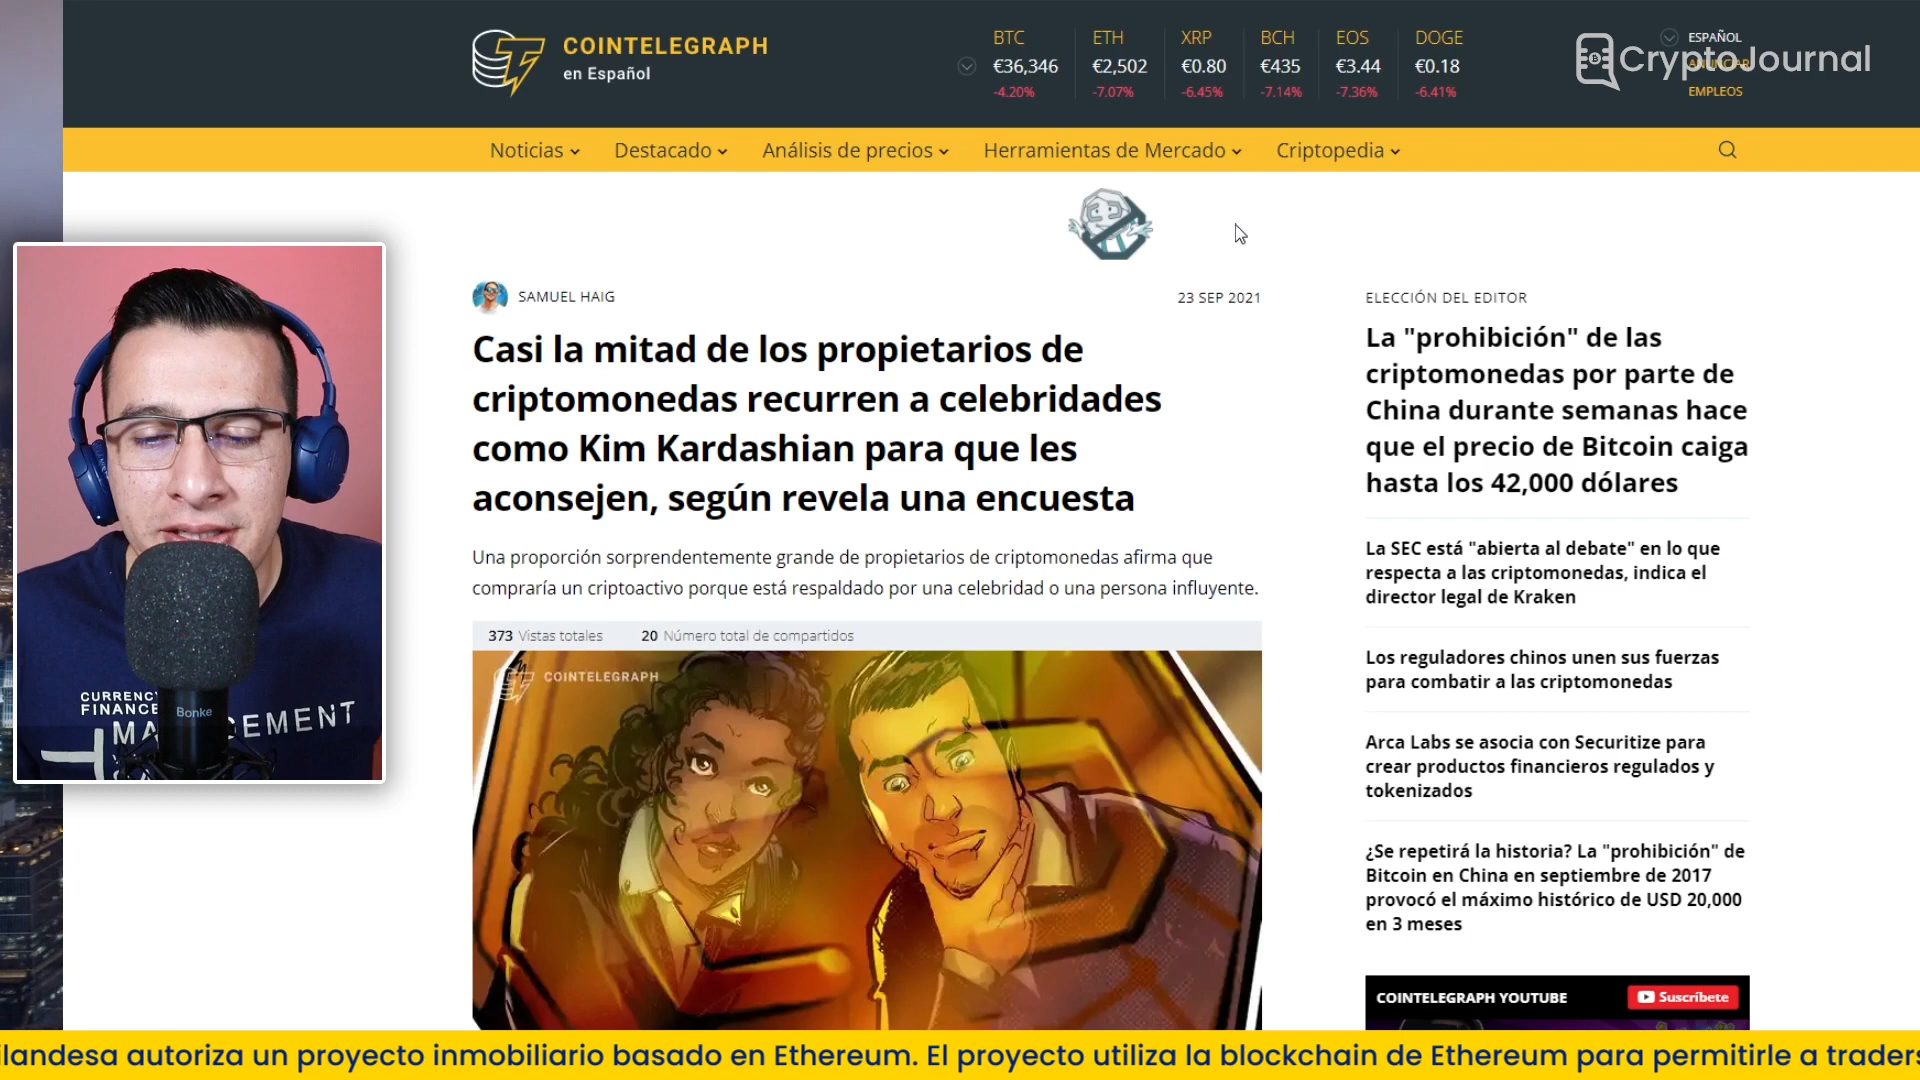 COINTELEGRAPH
en Español
BTC
€36,346
-4.20%
ETH
€2,502
-7.07%
XRP
€0.80
-6.45%
BCH
€435
-7.14%
EOS
€3.44
-7.36%
DOGE
€0.18
-6.41%
ESPAÑOL
ANUNCIAR
EMPLEOS
CryptoJournal
Noticias
Destacado
Análisis de precios
Herramientas de Mercado
Criptopedia
SAMUEL HAIG
23 SEP 2021
Casi la mitad de los propietarios de
criptomonedas recurren a celebridades
como Kim Kardashian para que les
aconsejen, según revela una encuesta
Una proporción sorprendentemente grande de propietarios de criptomonedas afirma que
compraría un criptoactivo porque está respaldado por una celebridad o una persona influyente.
373 Vistas totales
20 Número total de compartidos
COINTELEGRAPH
ELECCIÓN DEL EDITOR
La "prohibición" de las
criptomonedas por parte de
China durante semanas hace
que el precio de Bitcoin caiga
hasta los 42,000 dólares
La SEC está "abierta al debate" en lo que
respecta a las criptomonedas, indica el
director legal de Kraken
Los reguladores chinos unen sus fuerzas
para combatir a las criptomonedas
Arca Labs se asocia con Securitize para
crear productos financieros regulados y
tokenizados
¿Se repetirá la historia? La "prohibición" de
Bitcoin en China en septiembre de 2017
provocó el máximo histórico de USD 20,000
en 3 meses
COINTELEGRAPH YOUTUBE
Suscríbete
CURRENCY
FINANCE
Bonke
ilandesa autoriza un proyecto inmobiliario basado en Ethereum. El proyecto utiliza la blockchain de Ethereum para permitirle a traders